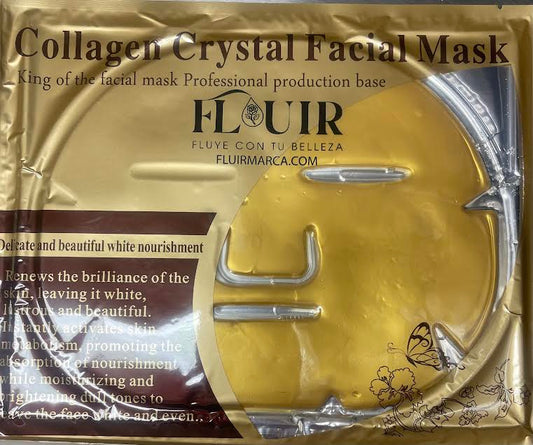 Collagen Crystal Facial Mask
King of the facial mask Professional production base
FLUIR
FLUYE CON TU BELLEZA
FLUIRMARCA.COM
Delicate and beautiful white nourishment
Renews the brilliance of the
skin, leaving it white,
lustrous and beautiful.
Instantly activates skin
metabolism, promoting the
absorption of nourishment
while moisturizing and
brightening dull tones to
leave the face white and even..